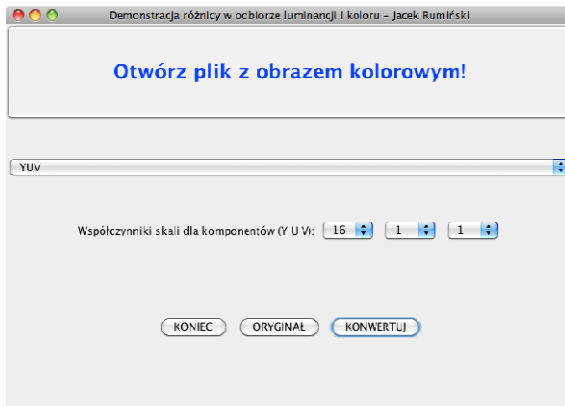 Demonstracja różnicy w odbiorze luminancji i koloru – Jacek Rumiński
Otwórz plik z obrazem kolorowym!
YUV
Współczynniki skali dla komponentów (Y U V): 16 1 1
KONIEC ORYGINAŁ KONWERTUJ